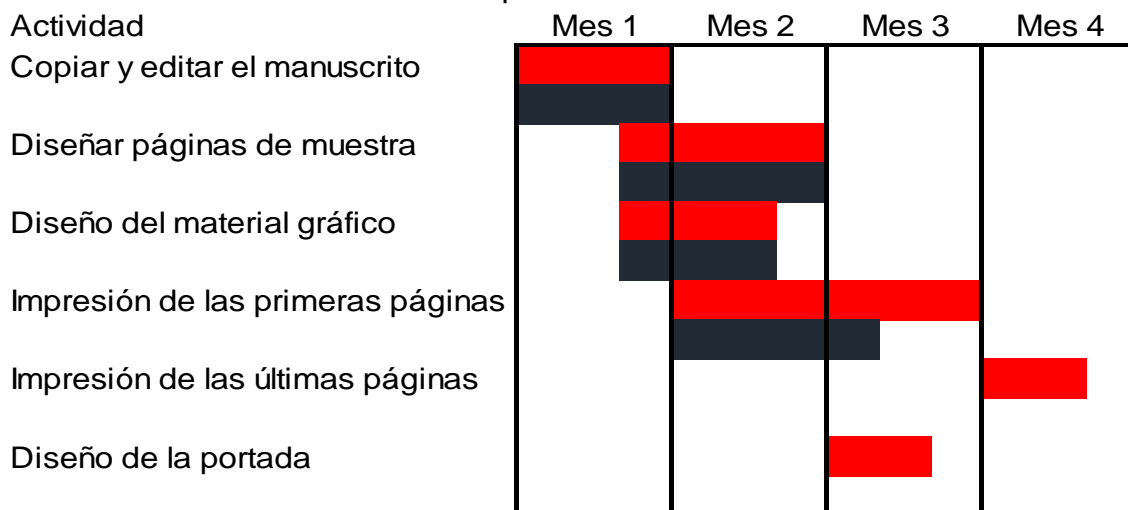 Actividad Mes 1 Mes 2 Mes 3 Mes 4
Copiar y editar el manuscrito
Diseñar páginas de muestra
Diseño del material gráfico
Impresión de las primeras páginas
Impresión de las últimas páginas
Diseño de la portada